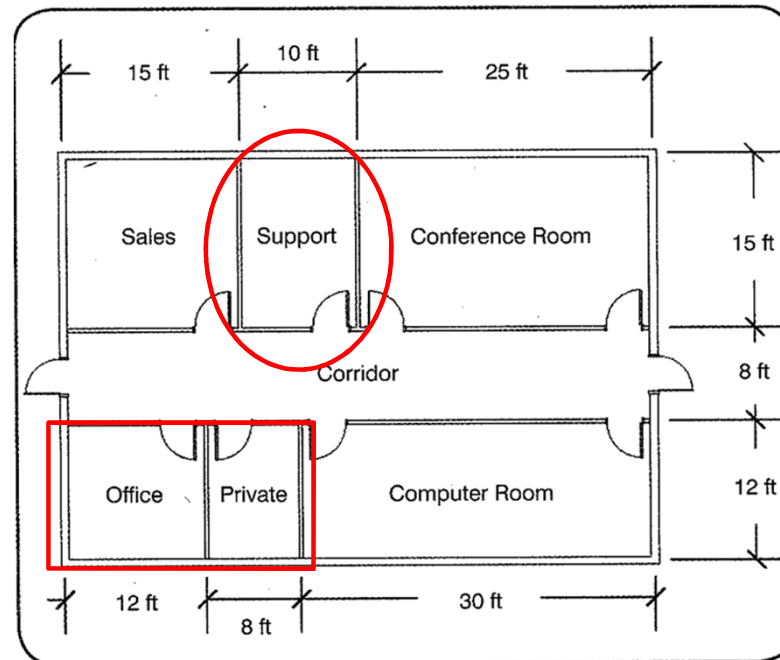 10 ft
15 ft
25 ft
Sales
Support
Conference Room
15 ft
Corridor
8 ft
Office
Private
Computer Room
12 ft
12 ft
8 ft
30 ft